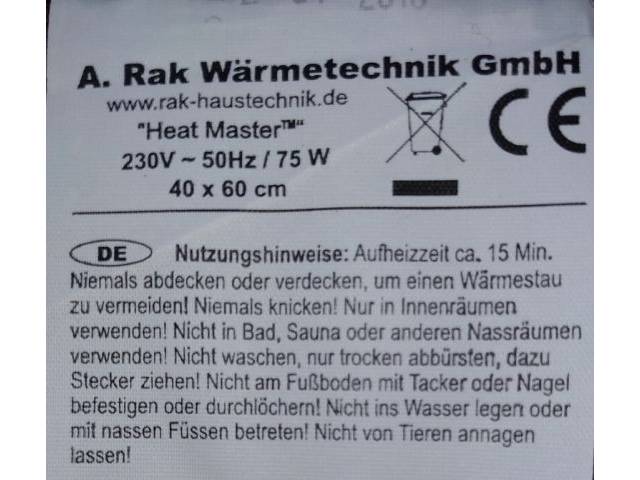 A. Rak Wärmetechnik GmbH
www.rak-haustechnik.de
"Heat Master™“
230V ~ 50Hz / 75 W
40 x 60 cm
CE
DE Nutzungshinweise: Aufheizzeit ca. 15 Min.
Niemals abdecken oder verdecken, um einen Wärmestau
zu vermeiden! Niemals knicken! Nur in Innenräumen
verwenden! Nicht in Bad, Sauna oder anderen Nassräumen
verwenden! Nicht waschen, nur trocken abbürsten, dazu
Stecker ziehen! Nicht am Fußboden mit Tacker oder Nagel
befestigen oder durchlöchern! Nicht ins Wasser legen oder
mit nassen Füssen betreten! Nicht von Tieren annagen
lassen!